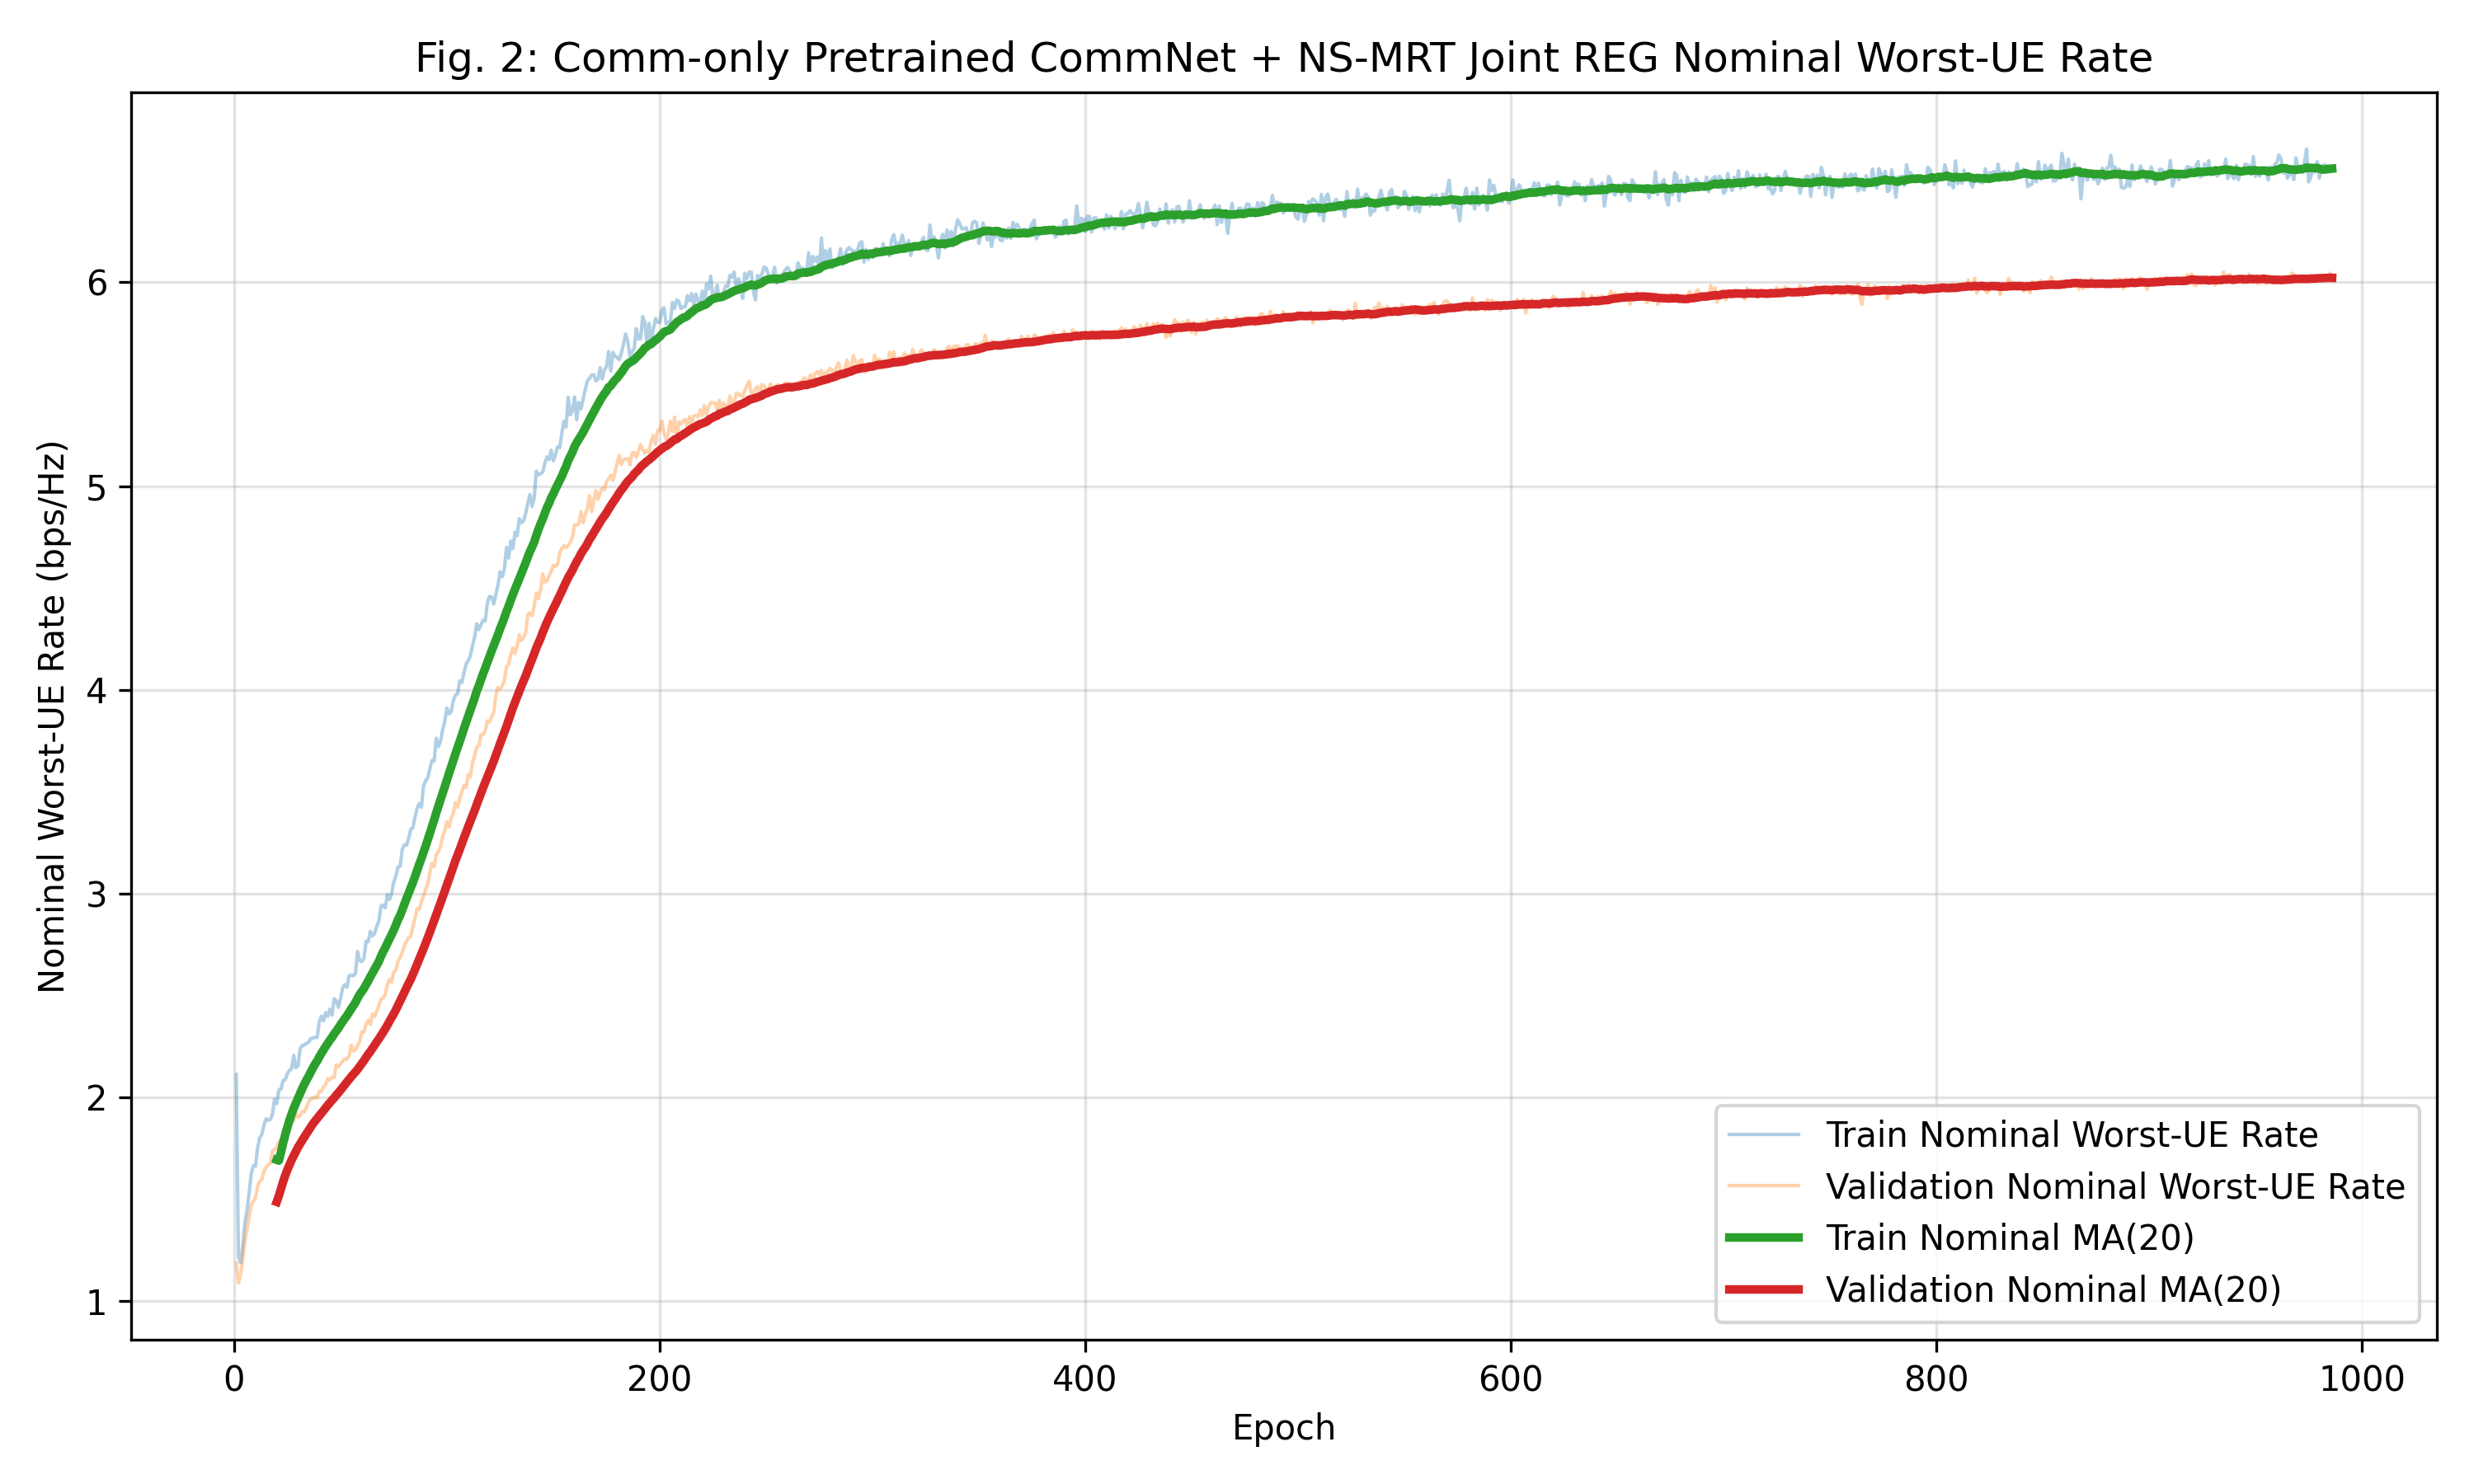 Fig. 2: Comm-only Pretrained CommNet + NS-MRT Joint REG Nominal Worst-UE Rate
Nominal Worst-UE Rate (bps/Hz)
6
5
4
3
2
1
Train Nominal Worst-UE Rate
Validation Nominal Worst-UE Rate
Train Nominal MA(20)
Validation Nominal MA(20)
0 200 400 600 800 1000
Epoch